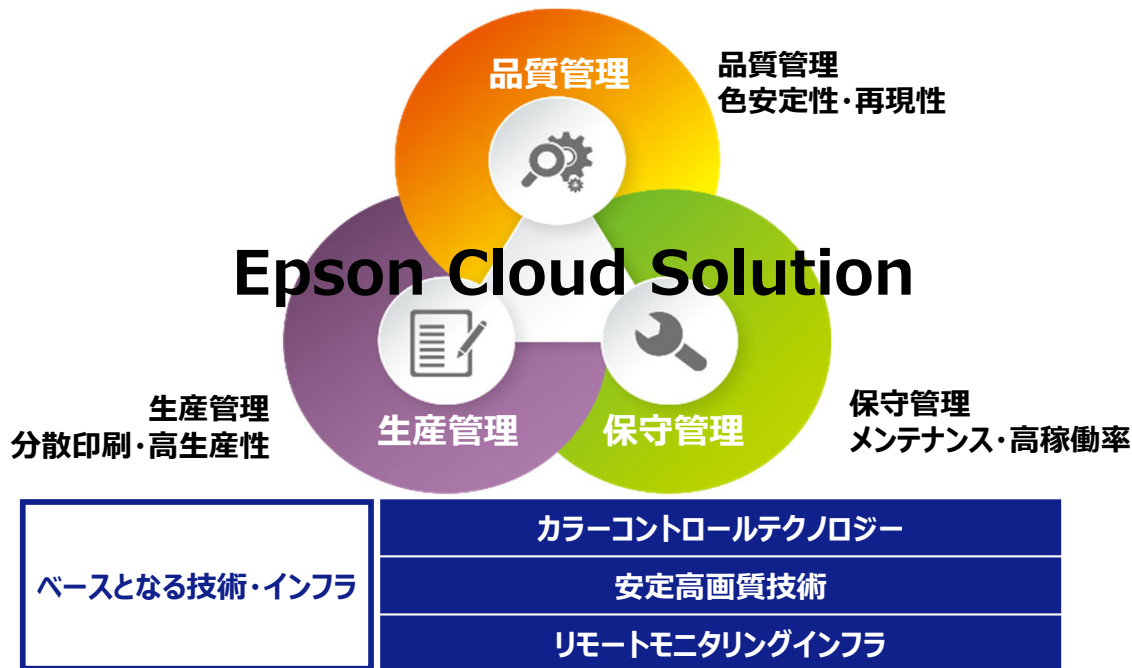 品質管理
品質管理
色安定性・再現性
Epson Cloud Solution
生産管理
分散印刷・高生産性
生産管理
保守管理
保守管理
メンテナンス・高稼働率
ベースとなる技術・インフラ
カラーコントロールテクノロジー
安定高画質技術
リモートモニタリングインフラ